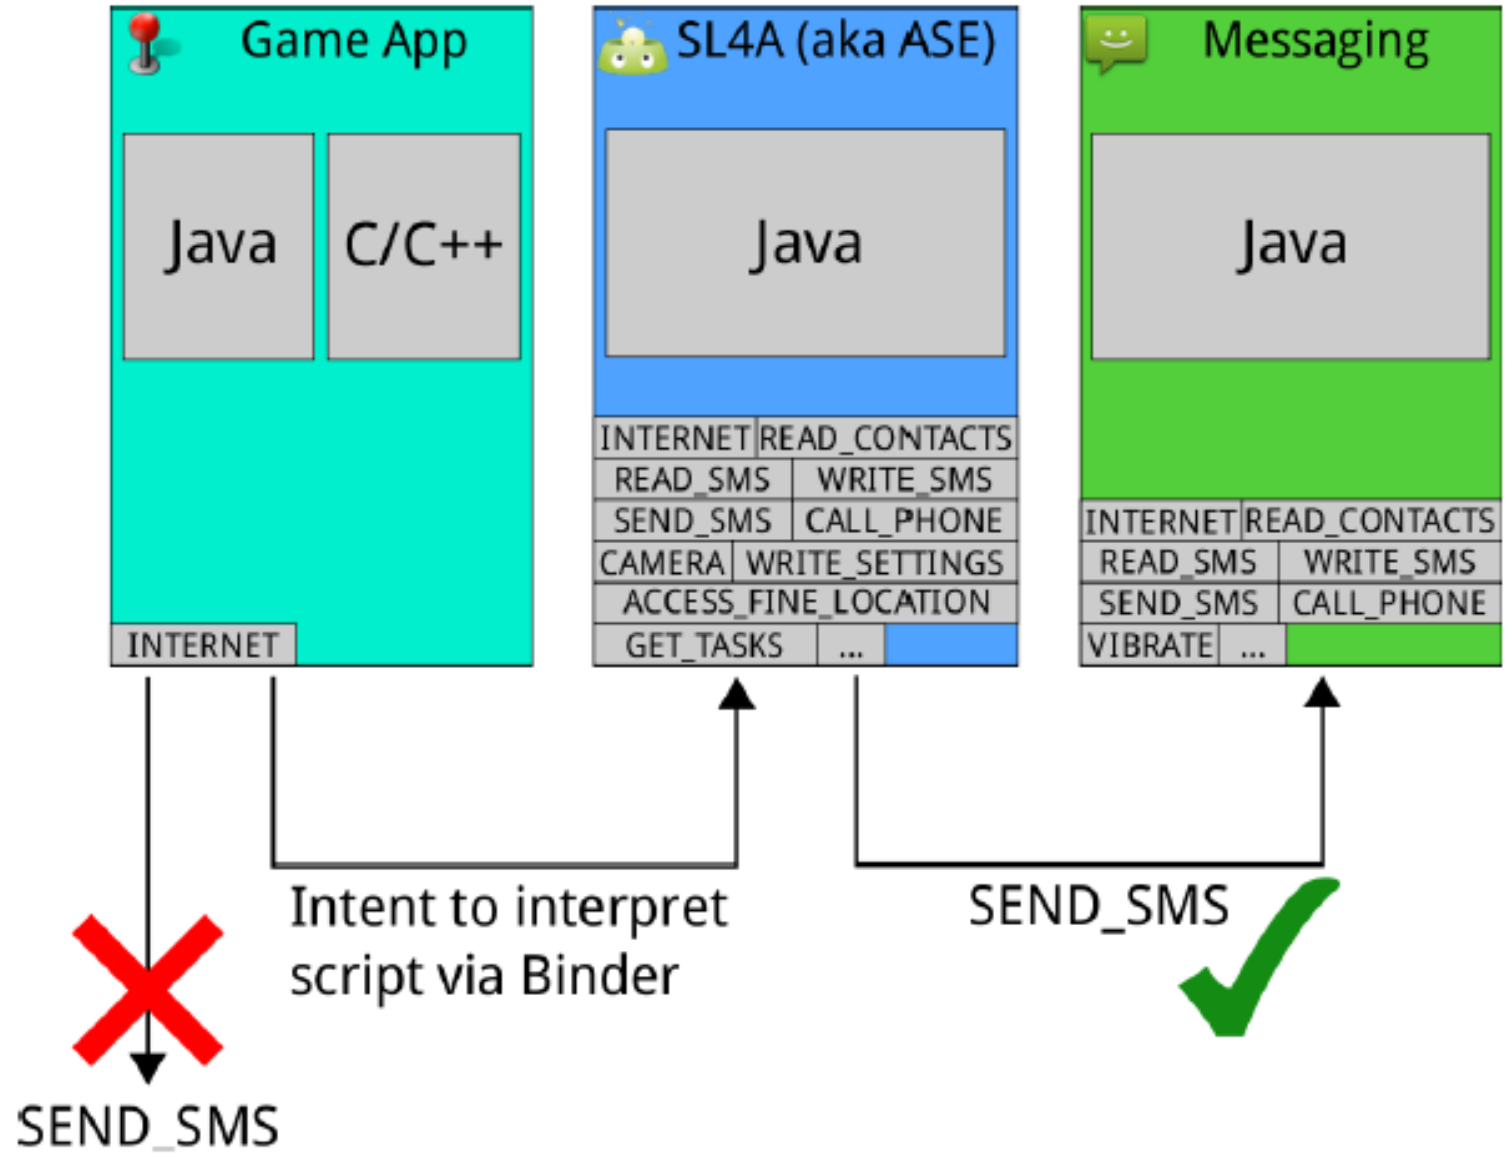 Game App
Java
C/C++
INTERNET
SL4A (aka ASE)
Java
INTERNET READ_CONTACTS
READ_SMS WRITE_SMS
SEND_SMS CALL_PHONE
CAMERA WRITE_SETTINGS
ACCESS_FINE_LOCATION
GET_TASKS ...
Messaging
Java
INTERNET READ_CONTACTS
READ_SMS WRITE_SMS
SEND_SMS CALL_PHONE
VIBRATE ...
Intent to interpret
script via Binder
SEND_SMS
SEND_SMS